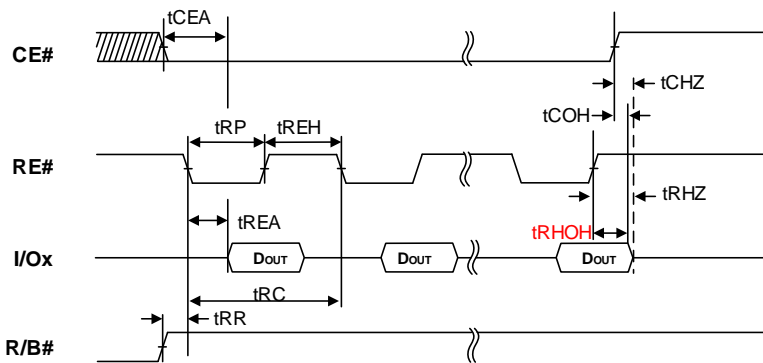 tCEA
CE#
tCHZ
tCOH
tRP
tREH
RE#
tREA
tRHZ
tRHOH
I/Ox
DOUT
DOUT
DOUT
tRC
tRR
R/B#